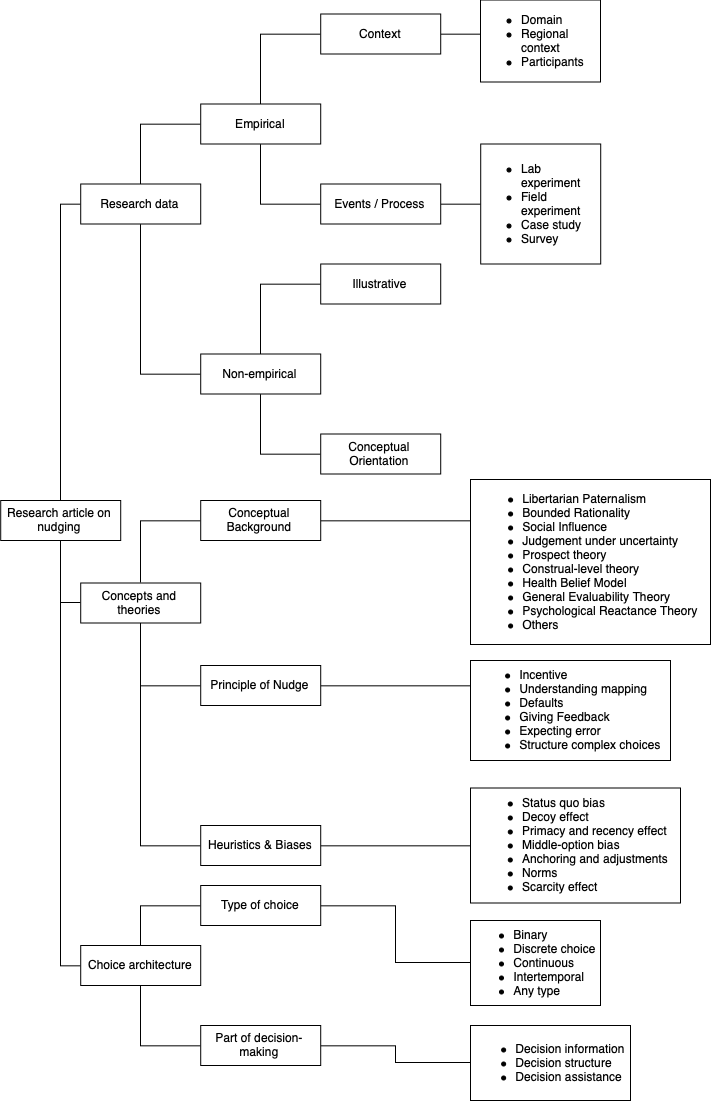 Context
Domain
Regional
context
Participants
Empirical
Research data
Events / Process
Lab
experiment
Field
experiment
Case study
Survey
Illustrative
Non-empirical
Conceptual
Orientation
Research article on
nudging
Conceptual
Background
Libertarian Paternalism
Bounded Rationality
Social Influence
Judgement under uncertainty
Prospect theory
Construal-level theory
Health Belief Model
General Evaluability Theory
Psychological Reactance Theory
Others
Concepts and
theories
Principle of Nudge
Incentive
Understanding mapping
Defaults
Giving Feedback
Expecting error
Structure complex choices
Heuristics & Biases
Status quo bias
Decoy effect
Primacy and recency effect
Middle-option bias
Anchoring and adjustments
Norms
Scarcity effect
Type of choice
Binary
Discrete choice
Continuous
Intertemporal
Any type
Choice architecture
Part of decision-
making
Decision information
Decision structure
Decision assistance